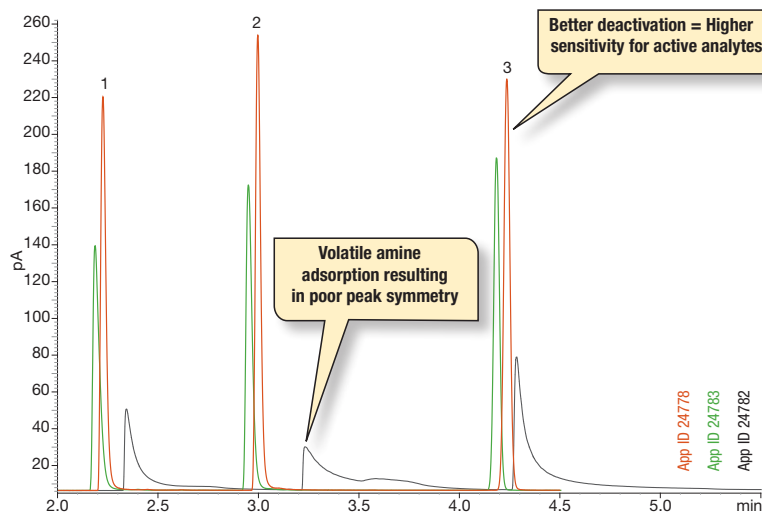 260
240
220
200
180
160
140
120
100
80
60
40
20
pA
1
2
3
Better deactivation = Higher
sensitivity for active analytes
Volatile amine
adsorption resulting
in poor peak symmetry
App ID 24778
App ID 24783
App ID 24782
2.0 2.5 3.0 3.5 4.0 4.5 5.0 min